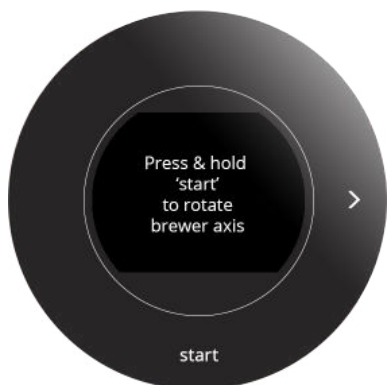 Press & hold
‘start’
to rotate
brewer axis
>
start